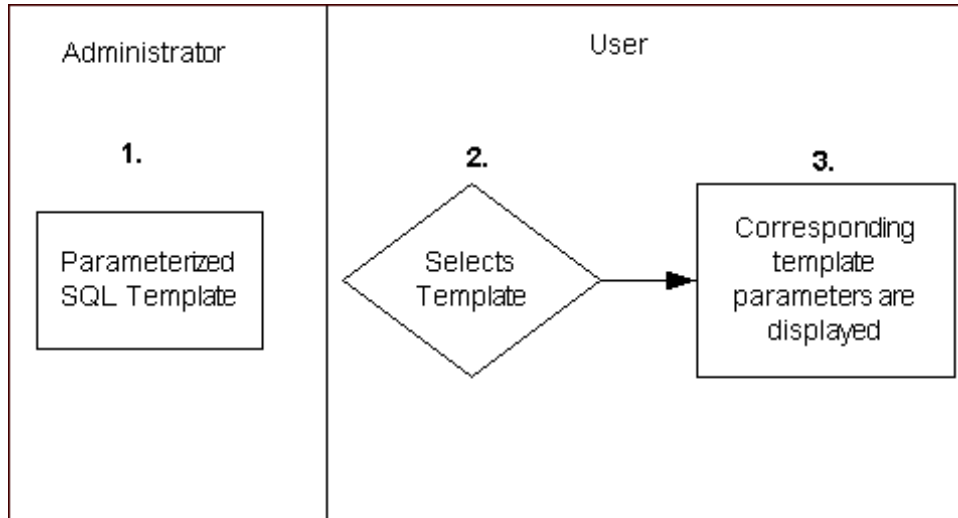 Administrator
User
1.
2.
3.
Parameterized
SQL Template
Selects
Template
Corresponding
template
parameters are
displayed